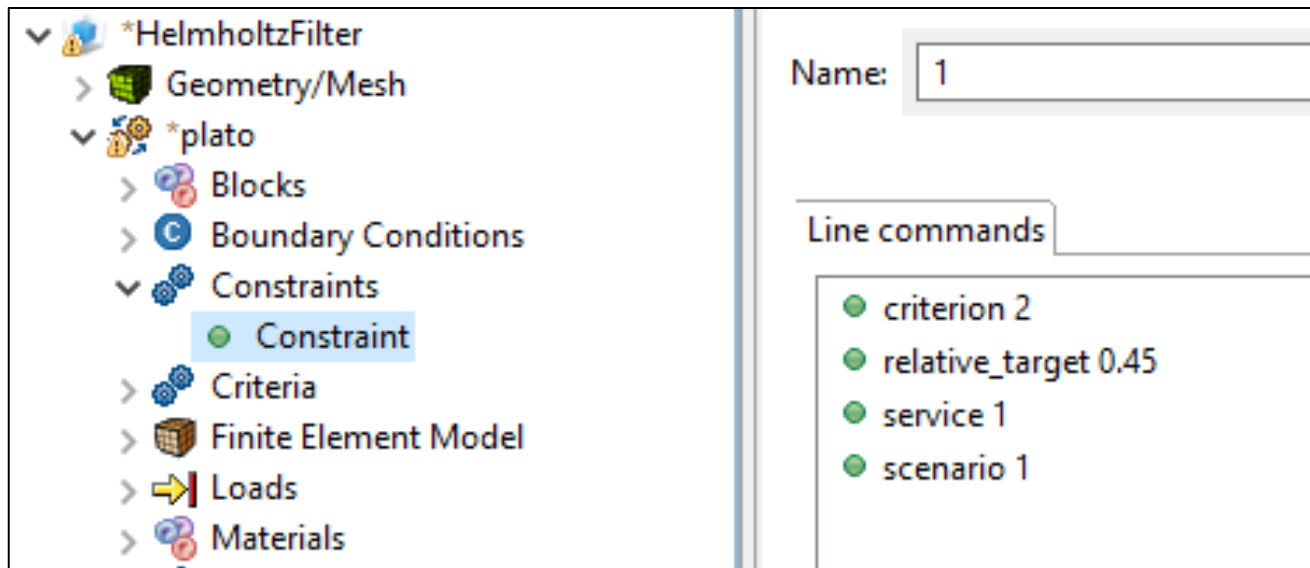 *HelmholtzFilter
Geometry/Mesh
*plato
Blocks
C Boundary Conditions
Constraints
Constraint
Criteria
Finite Element Model
Loads
Materials
Name: 1
Line commands
criterion 2
relative_target 0.45
service 1
scenario 1